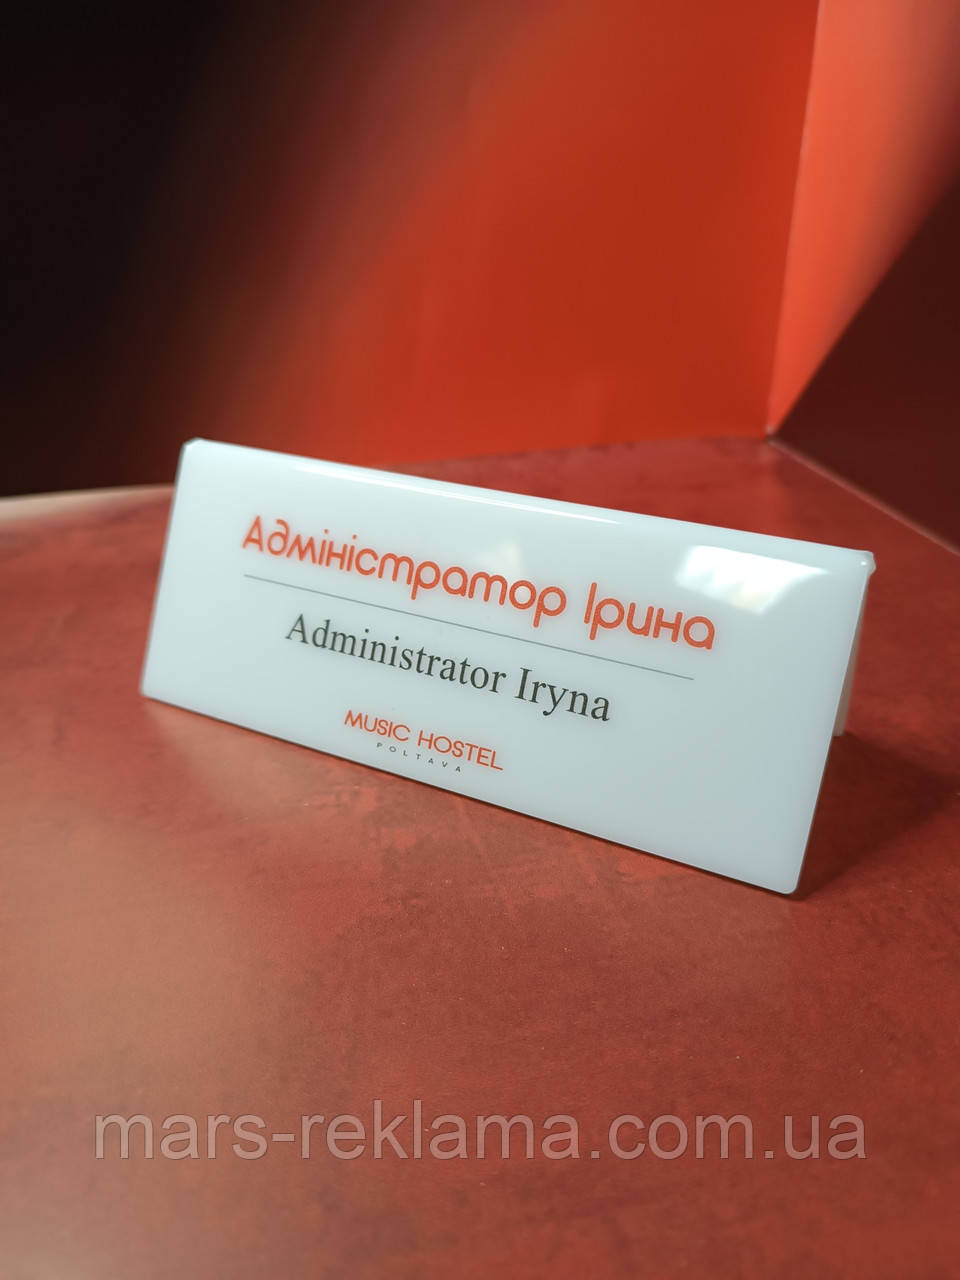 Адміністратор Ірина
Administrator Iryna
MUSIC HOSTEL
POLTAVA
mars-reklama.com.ua